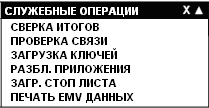 СЛУЖЕБНЫЕ ОПЕРАЦИИ X ▲
СВЕРКА ИТОГОВ
ПРОВЕРКА СВЯЗИ
ЗАГРУЗКА КЛЮЧЕЙ
РАЗБЛ. ПРИЛОЖЕНИЯ
ЗАГР. СТОП ЛИСТА
ПЕЧАТЬ EMV ДАННЫХ